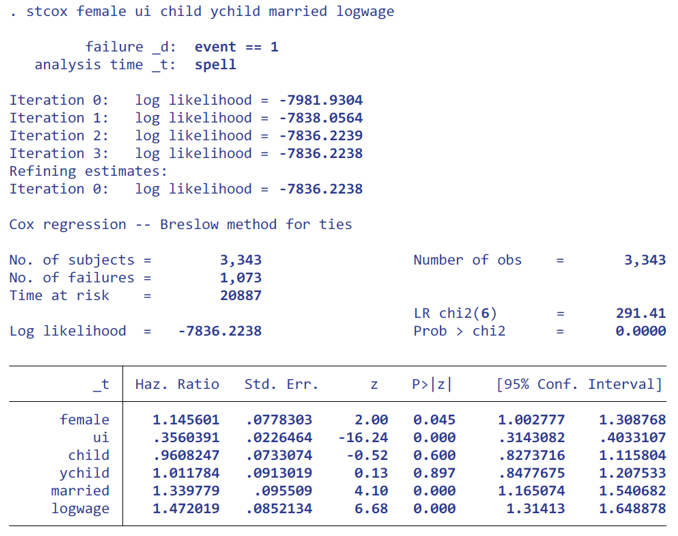 . stcox female ui child ychild married logwage
failure _d: event == 1
analysis time _t: spell
Iteration 0: log likelihood = -7981.9304
Iteration 1: log likelihood = -7838.0564
Iteration 2: log likelihood = -7836.2239
Iteration 3: log likelihood = -7836.2238
Refining estimates:
Iteration 0: log likelihood = -7836.2238
Cox regression -- Breslow method for ties
No. of subjects = 3,343 Number of obs = 3,343
No. of failures = 1,073
Time at risk = 20887
LR chi2(6) = 291.41
Log likelihood = -7836.2238 Prob > chi2 = 0.0000
_t Haz. Ratio Std. Err. z P>|z| [95% Conf. Interval]
female 1.145601 .0778303 2.00 0.045 1.002777 1.308768
ui .3560391 .0226464 -16.24 0.000 .3143082 .4033107
child .9608247 .0733074 -0.52 0.600 .8273716 1.115804
ychild 1.011784 .0913019 0.13 0.897 .8477675 1.207533
married 1.339779 .095509 4.10 0.000 1.165074 1.540682
logwage 1.472019 .0852134 6.68 0.000 1.31413 1.648878